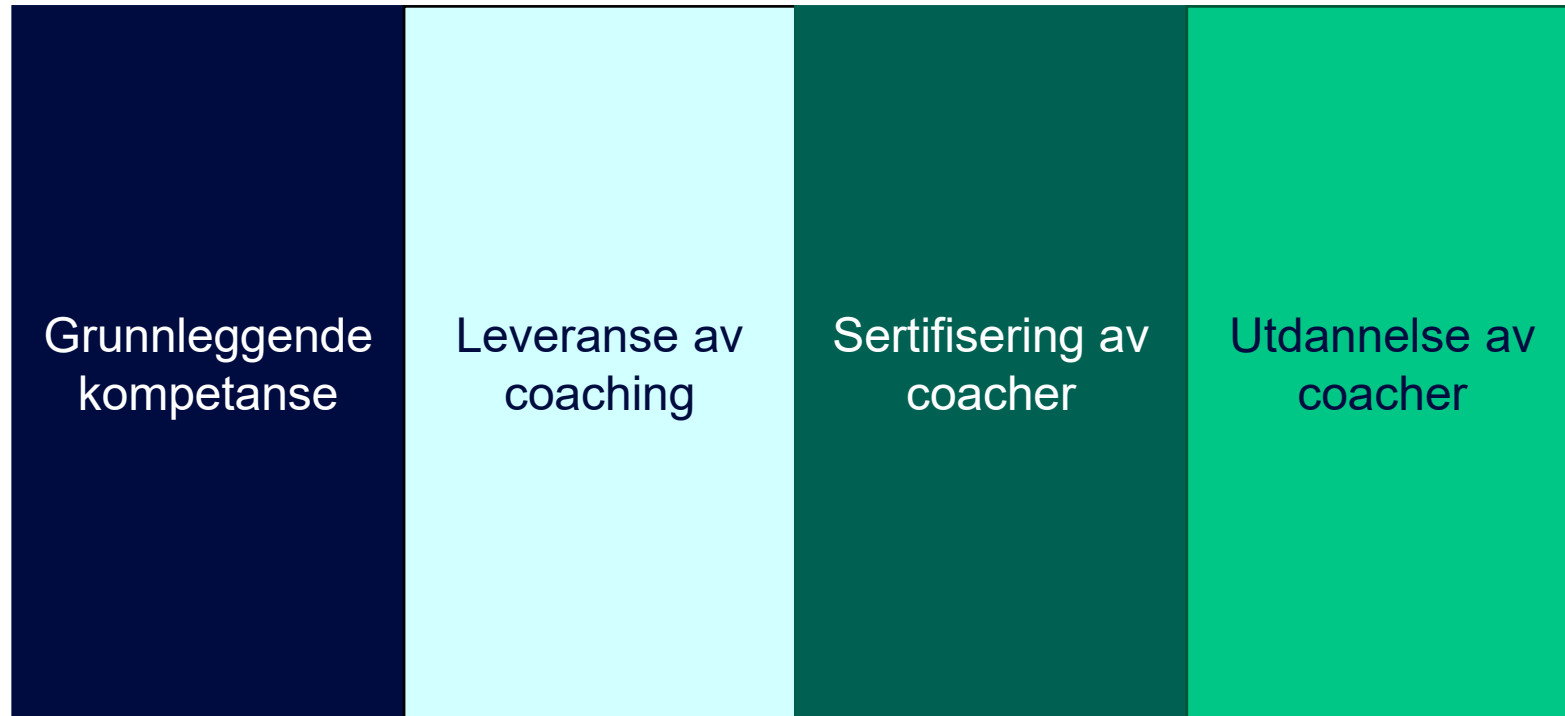 Grunnleggende
kompetanse
Leveranse av
coaching
Sertifisering av
coacher
Utdannelse av
coacher